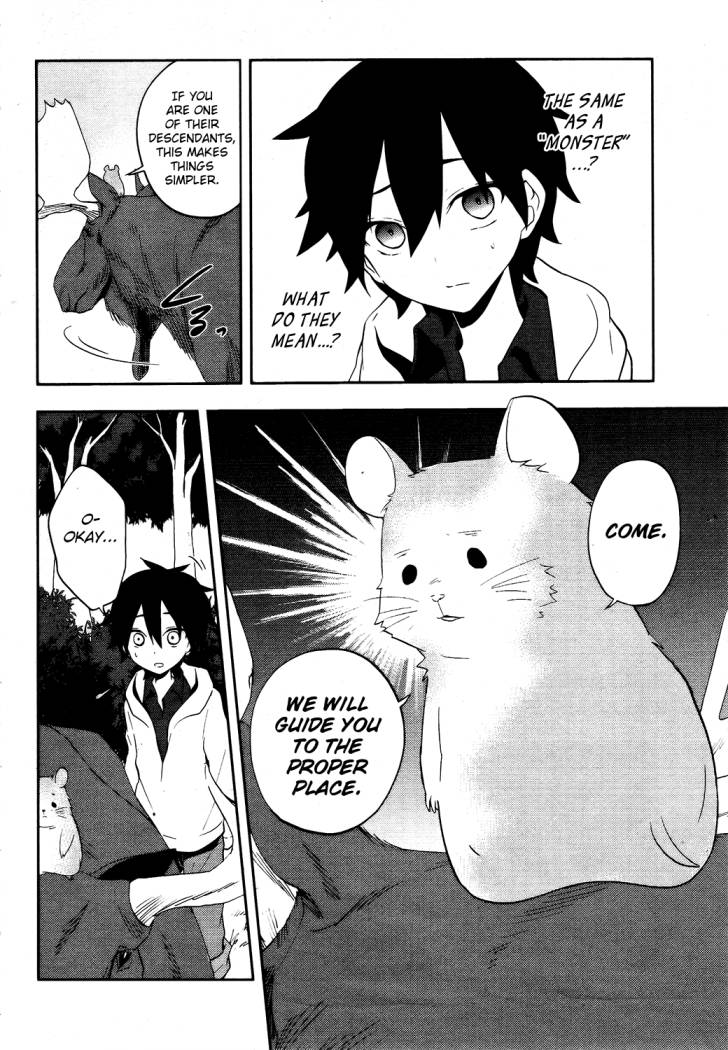 THE SAME
AS A
"MONSTER"
...?
WHAT
DO THEY
MEAN...?
IF YOU
ARE ONE
OF THEIR
DESCENDANTS,
THIS MAKES
THINGS
SIMPLER.
COME.
WE WILL
GUIDE YOU
TO THE
PROPER
PLACE.
O-
OKAY...